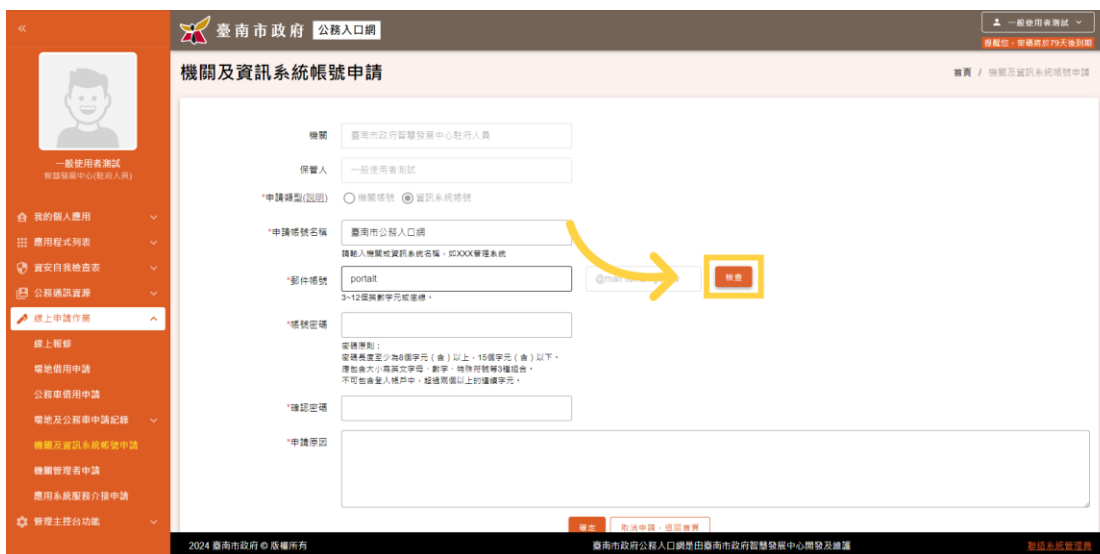 «
臺南市政府 公務入口網
一般使用者測試
提醒您，密碼將於79天後到期
機關及資訊系統帳號申請
首頁 / 機關及資訊系統帳號申請
一般使用者測試
智慧發展中心(駐府人員)
我的個人應用
應用程式列表
資安自我檢查表
公務通訊資源
線上申請作業
線上報修
場地借用申請
公務車借用申請
場地及公務車申請紀錄
機關及資訊系統帳號申請
機關管理者申請
應用系統服務介接申請
管理主控台功能
機關 臺南市政府智慧發展中心駐府人員
保管人 一般使用者測試
*申請類型(說明) 機關帳號 資訊系統帳號
*申請帳號名稱 臺南市公務入口網
請輸入機關或資訊系統名稱，如XXX管理系統
*郵件帳號 portalt @mail 檢查
3~12個英數字元或底線。
*帳號密碼
密碼原則：
密碼長度至少為8個字元（含）以上，15個字元（含）以下。
應包含大小寫英文字母、數字、特殊符號等3種組合。
不可包含登入帳戶中，超過兩個以上的連續字元。
*確認密碼
*申請原因
確定 取消申請，返回首頁
2024 臺南市政府 © 版權所有
臺南市政府公務入口網是由臺南市政府智慧發展中心開發及維護
聯絡系統管理員